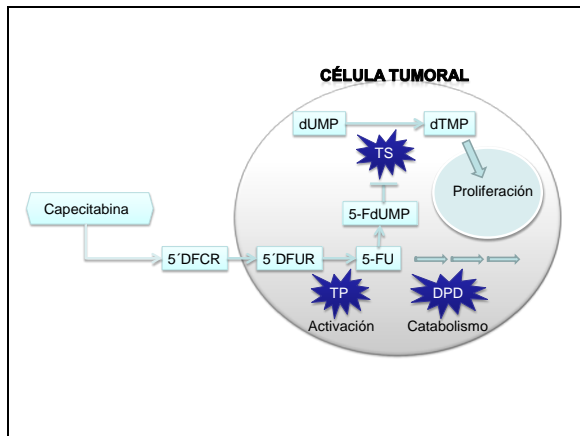 CÉLULA TUMORAL
dUMP
dTMP
TS
Proliferación
5-FdUMP
Capecitabina
5´DFCR
5´DFUR
5-FU
TP
DPD
Activación
Catabolismo